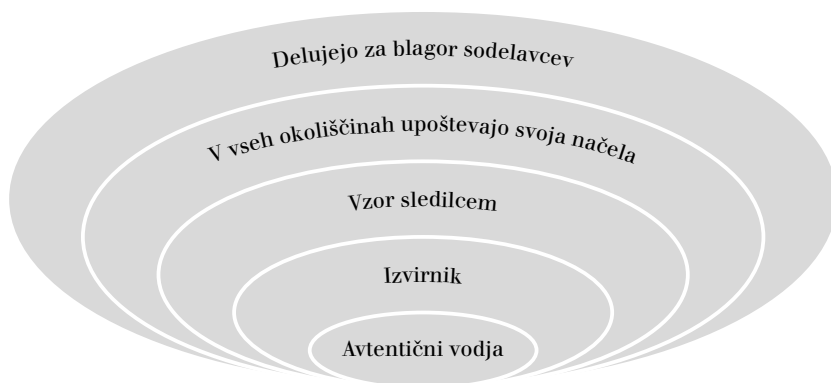 Delujejo za blagor sodelavcev
V vseh okoliščinah upoštevajo svoja načela
Vzor sledilcem
Izvirnik
Avtentični vodja